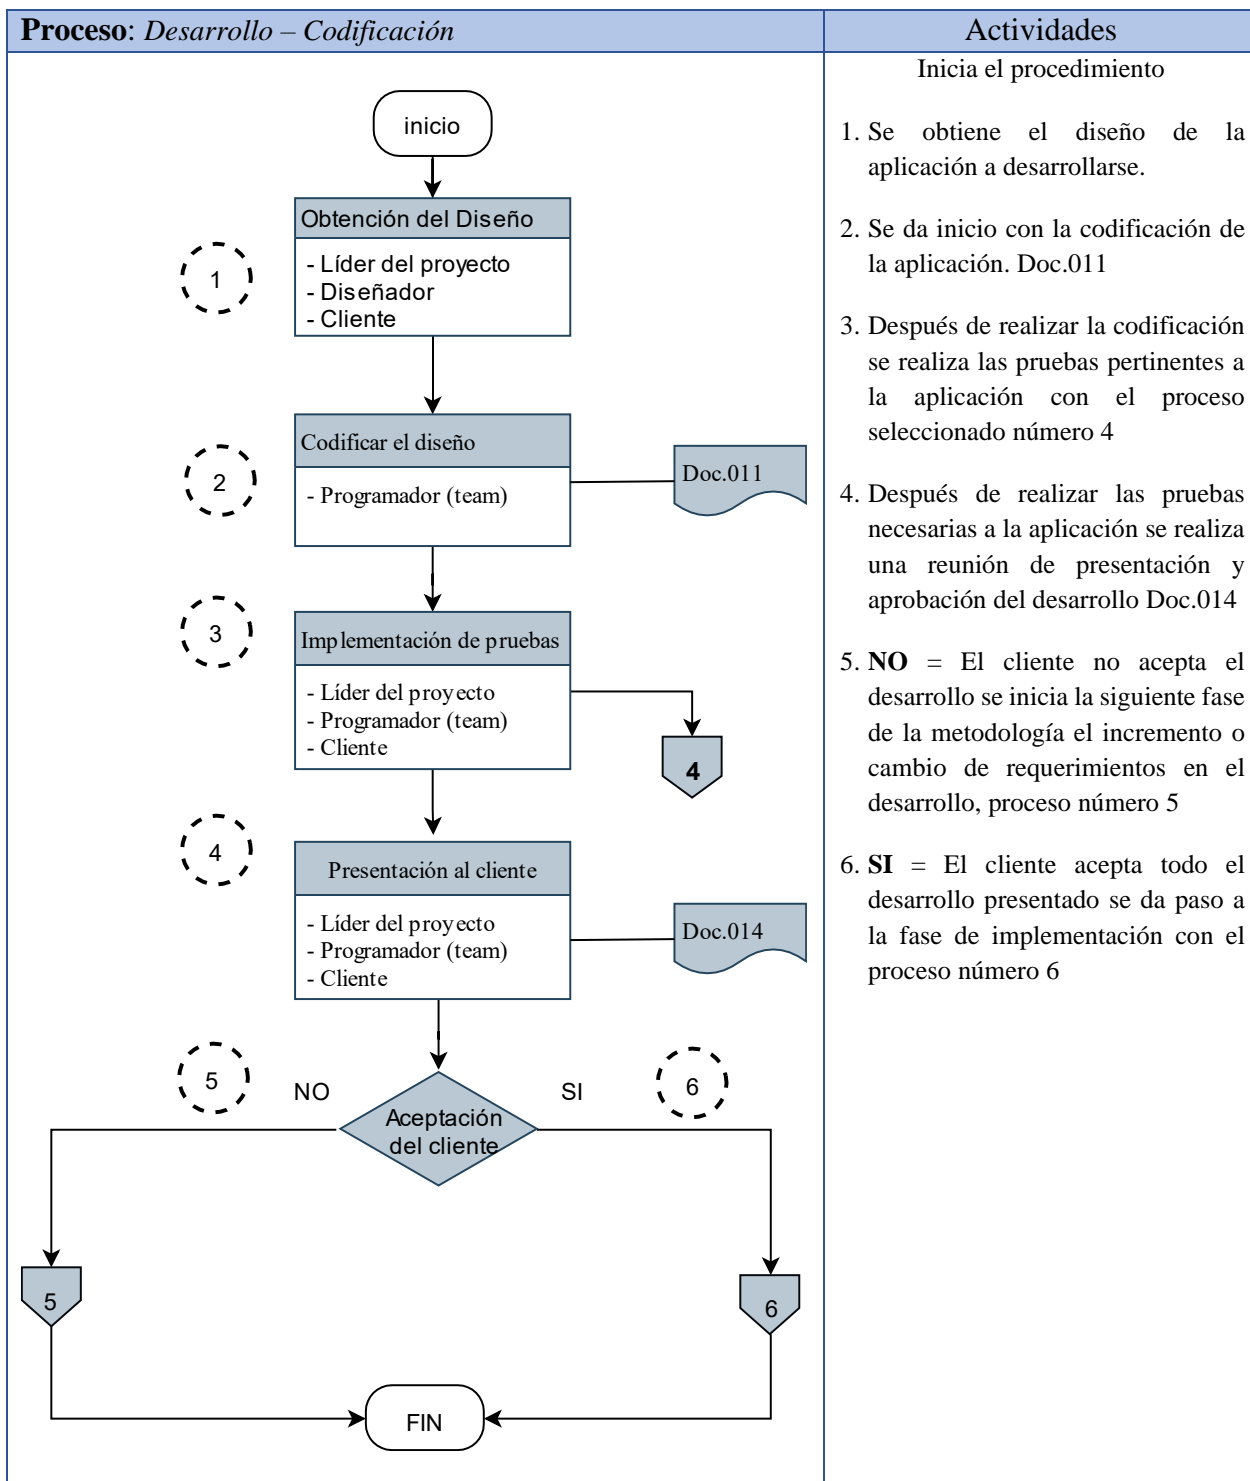 Proceso: Desarrollo – Codificación
inicio
Obtención del Diseño
- Líder del proyecto
- Diseñador
- Cliente
1
Codificar el diseño
- Programador (team)
2
Doc.011
Implementación de pruebas
- Líder del proyecto
- Programador (team)
- Cliente
3
4
Presentación al cliente
- Líder del proyecto
- Programador (team)
- Cliente
4
Doc.014
5
NO
SI
6
Aceptación
del cliente
5
6
FIN
Actividades
Inicia el procedimiento
1. Se obtiene el diseño de la
aplicación a desarrollarse.
2. Se da inicio con la codificación de
la aplicación. Doc.011
3. Después de realizar la codificación
se realiza las pruebas pertinentes a
la aplicación con el proceso
seleccionado número 4
4. Después de realizar las pruebas
necesarias a la aplicación se realiza
una reunión de presentación y
aprobación del desarrollo Doc.014
5. NO = El cliente no acepta el
desarrollo se inicia la siguiente fase
de la metodología el incremento o
cambio de requerimientos en el
desarrollo, proceso número 5
6. SI = El cliente acepta todo el
desarrollo presentado se da paso a
la fase de implementación con el
proceso número 6